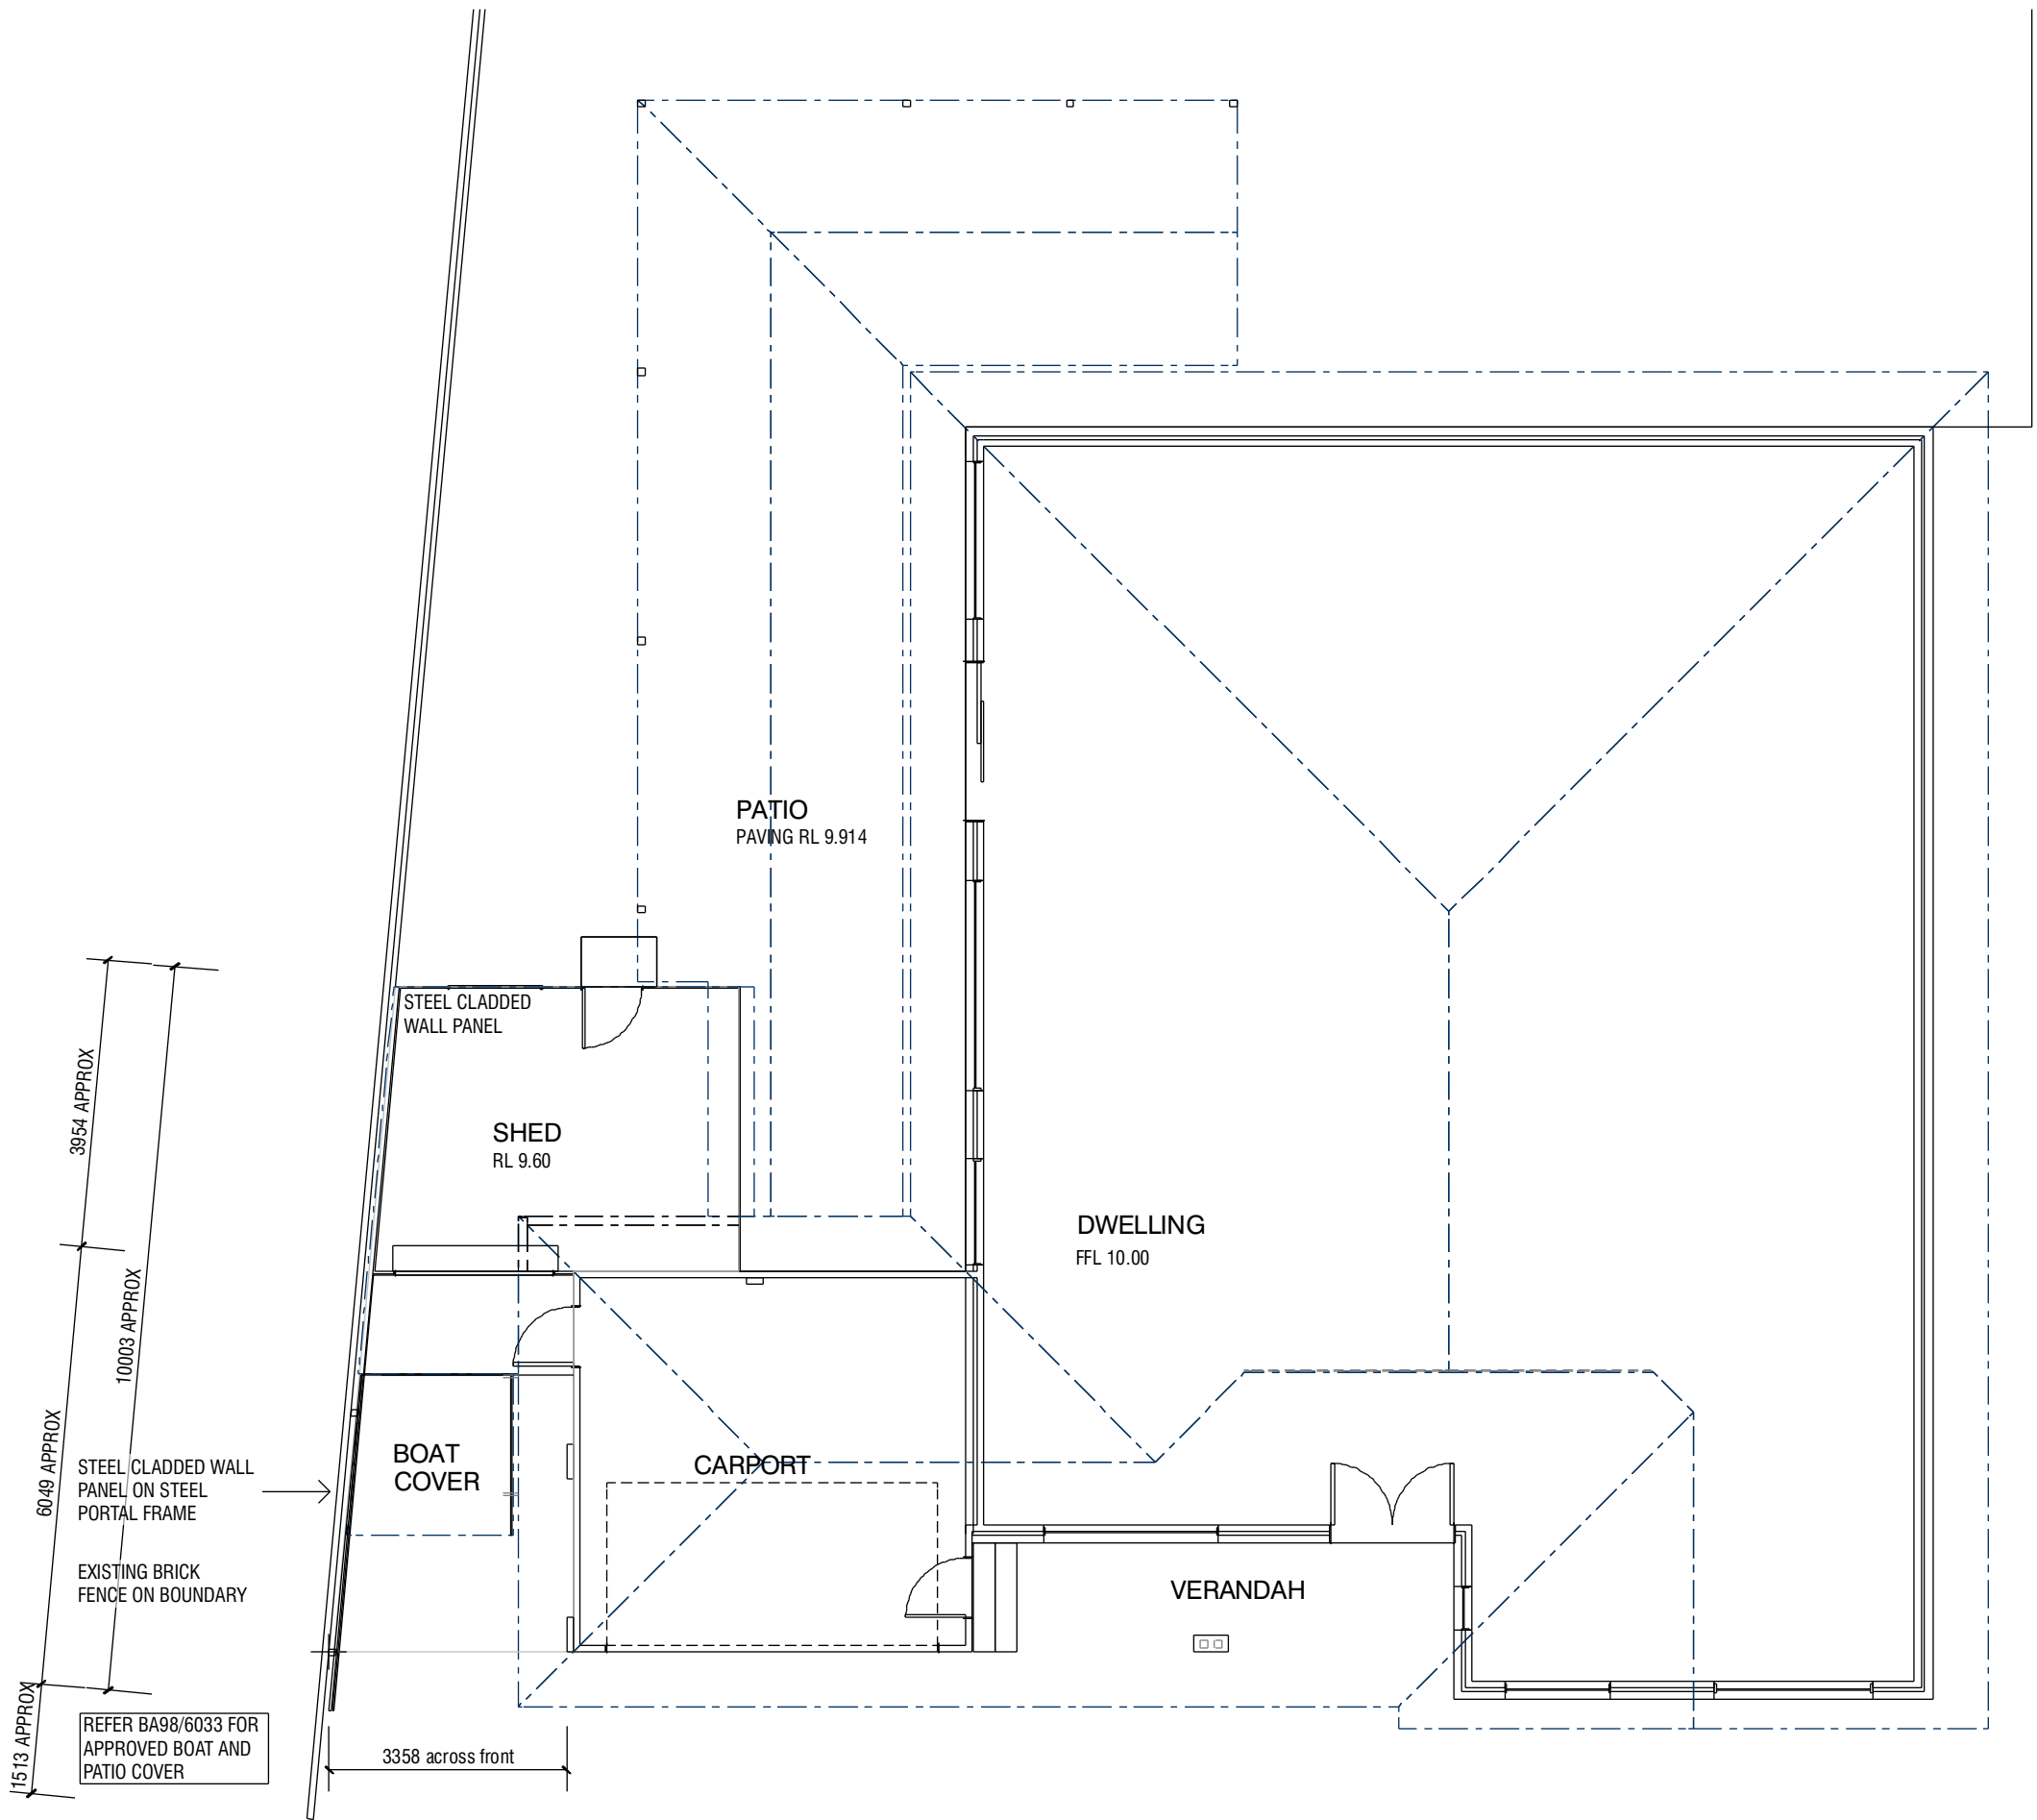 PATIO
PAVING RL 9.914
STEEL CLADDED
WALL PANEL
3954 APPROX
SHED
RL 9.60
DWELLING
FFL 10.00
10003 APPROX
6049 APPROX
BOAT
COVER
CARPORT
STEEL CLADDED WALL
PANEL ON STEEL
PORTAL FRAME
EXISTING BRICK
FENCE ON BOUNDARY
VERANDAH
1513 APPROX
REFER BA98/6033 FOR
APPROVED BOAT AND
PATIO COVER
3358 across front